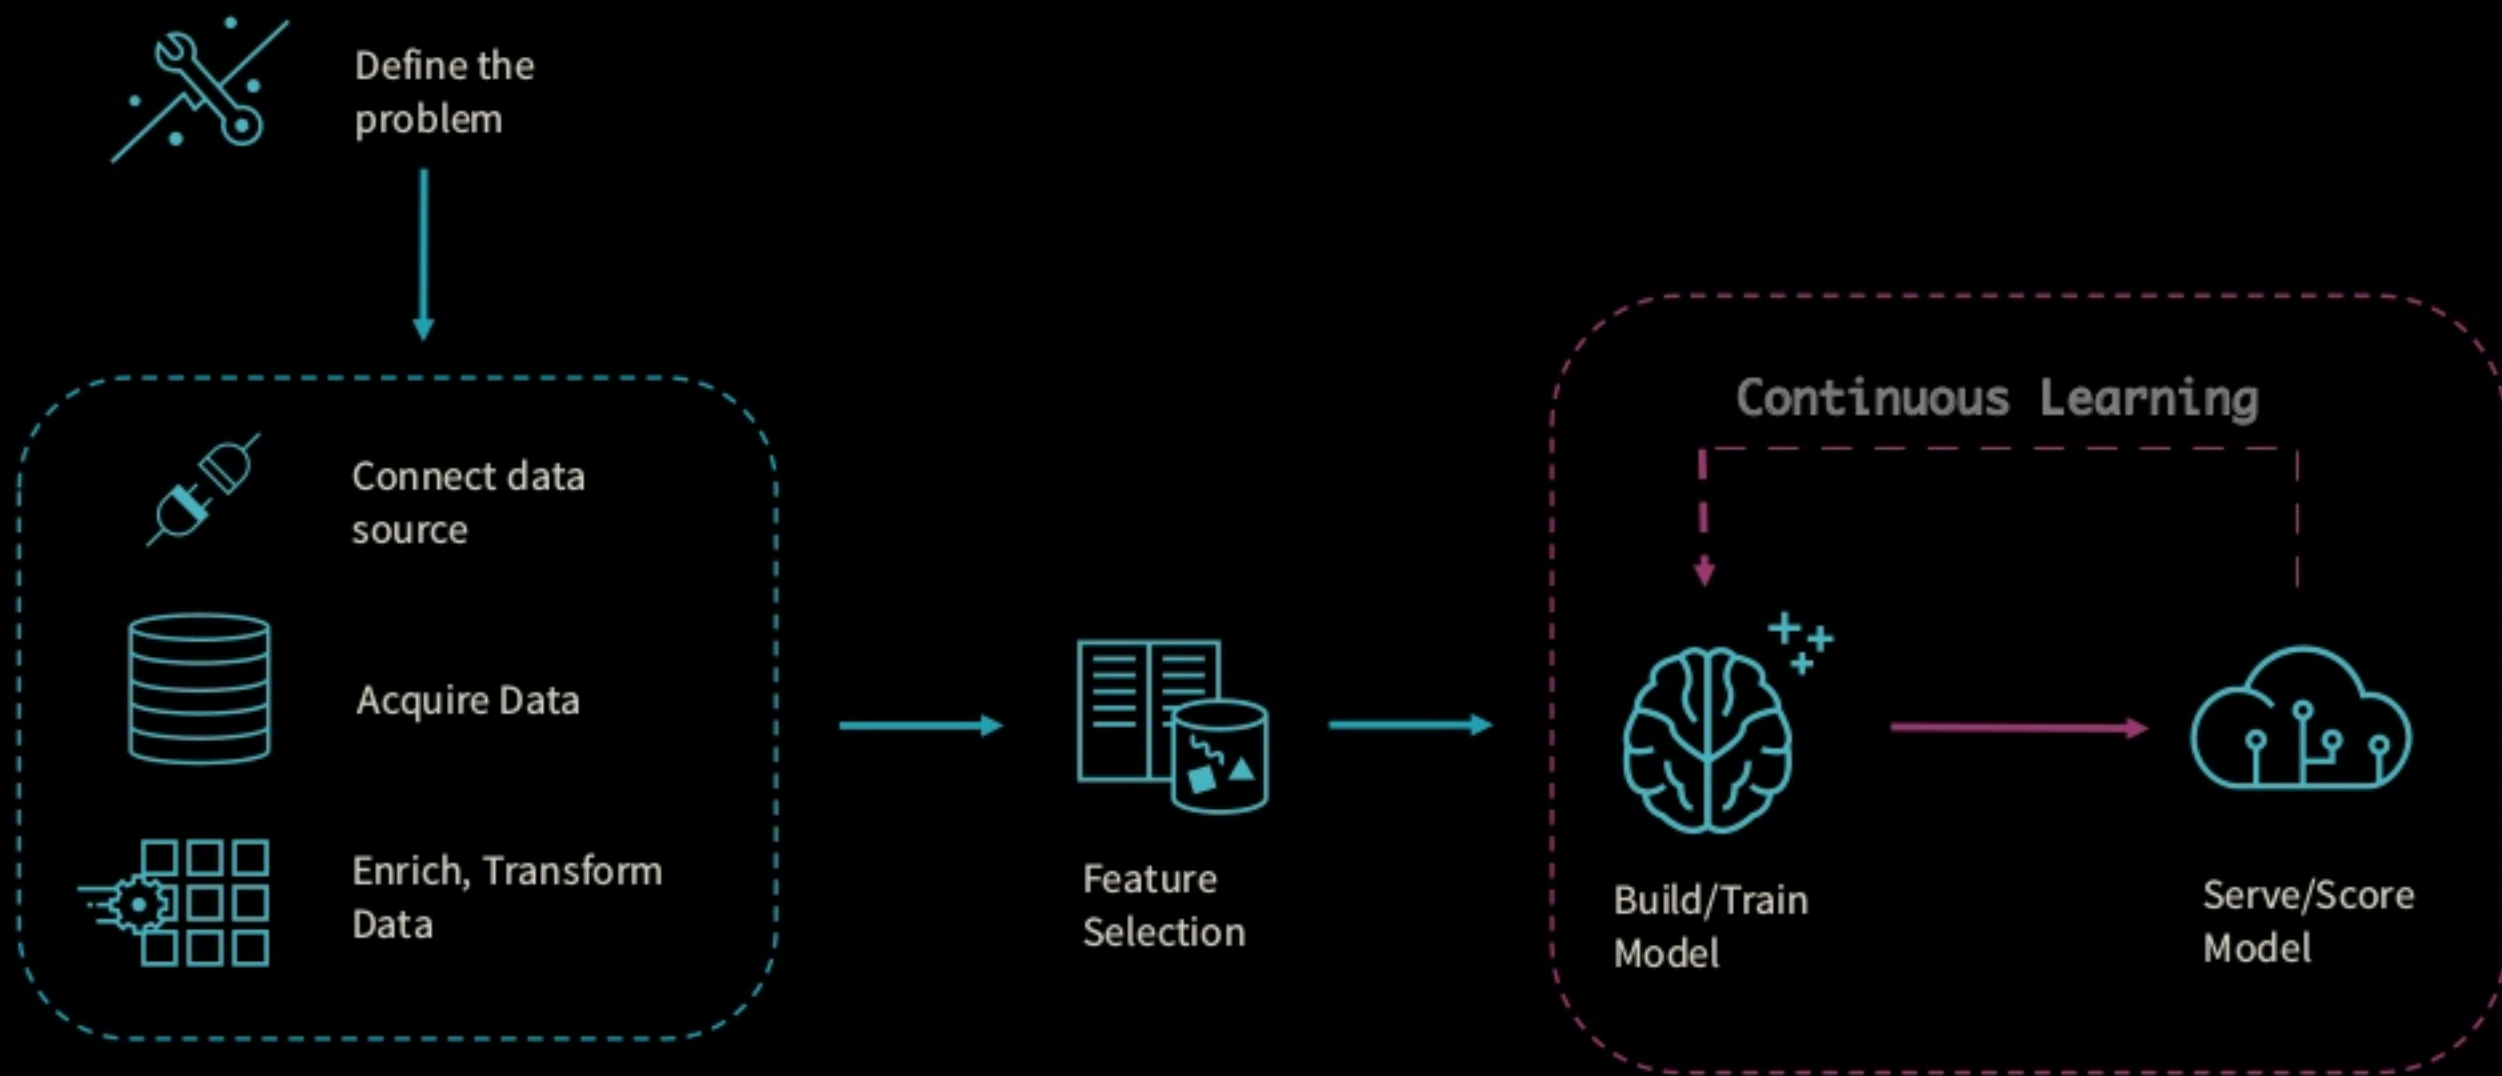 Define the
problem
Connect data
source
Acquire Data
Enrich, Transform
Data
Feature
Selection
Continuous Learning
Build/Train
Model
Serve/Score
Model